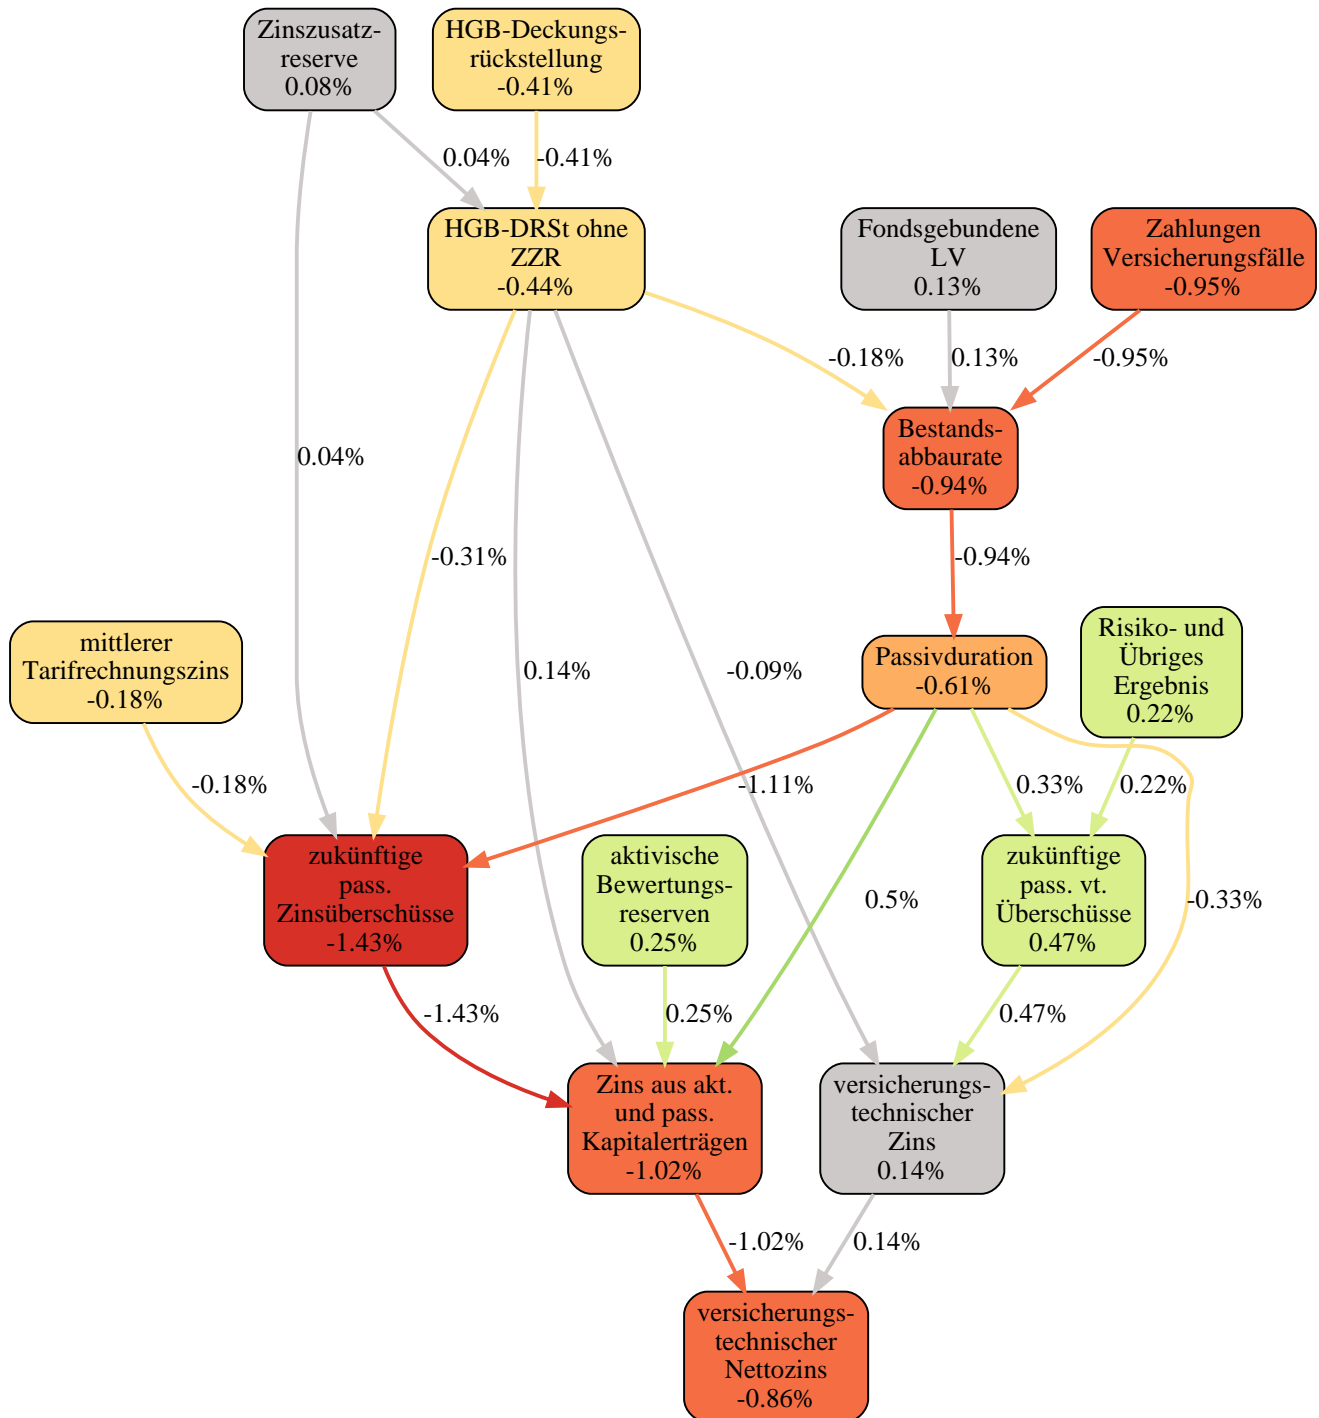 Zinszusatz-
reserve
0.08%
HGB-Deckungs-
rückstellung
-0.41%
0.04%
-0.41%
HGB-DRSt ohne
ZZR
-0.44%
Fondsgebundene
LV
0.13%
Zahlungen
Versicherungsfälle
-0.95%
-0.18%
0.13%
-0.95%
Bestands-
abbaurate
-0.94%
0.04%
-0.31%
-0.94%
mittlerer
Tarifrechnungszins
-0.18%
0.14%
-0.09%
Passivduration
-0.61%
Risiko- und
Übriges
Ergebnis
0.22%
-0.18%
-1.11%
0.33%
0.22%
zukünftige
pass.
Zinsüberschüsse
-1.43%
aktivische
Bewertungs-
reserven
0.25%
0.5%
zukünftige
pass. vt.
Überschüsse
0.47%
-0.33%
-1.43%
0.25%
0.47%
Zins aus akt.
und pass.
Kapitalerträgen
-1.02%
versicherungs-
technischer
Zins
0.14%
-1.02%
0.14%
versicherungs-
technischer
Nettozins
-0.86%